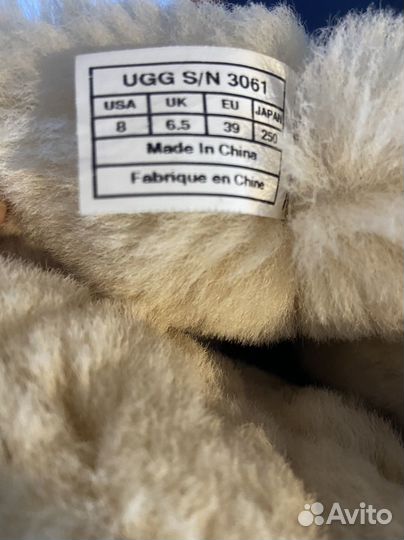 UGG S/N 3061
USA UK EU JAPAN
8 6.5 39 250
Made In China
Fabrique en Chine
Avito